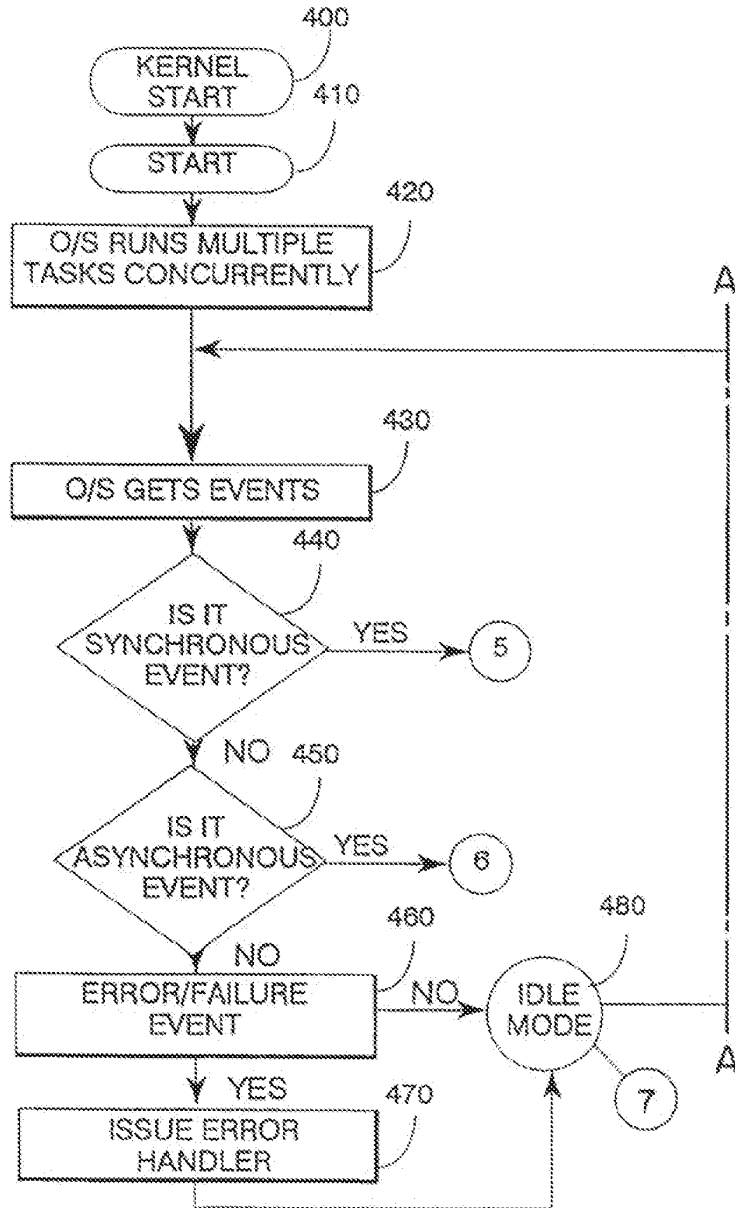 400
KERNEL
START
410
START
420
O/S RUNS MULTIPLE
TASKS CONCURRENTLY
A
430
O/S GETS EVENTS
440
IS IT
SYNCHRONOUS
EVENT?
YES
5
NO
450
IS IT
ASYNCHRONOUS
EVENT?
YES
6
NO
460
480
ERROR/FAILURE
EVENT
NO
IDLE
MODE
A
YES
470
7
ISSUE ERROR
HANDLER